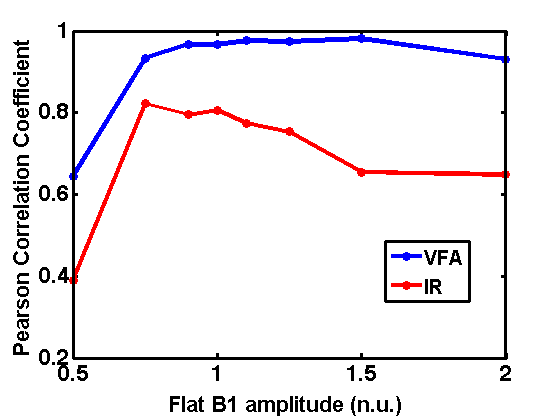 1
0.8
0.6
0.4
0.2
Pearson Correlation Coefficient
VFA
IR
0.5 1 1.5 2
Flat B1 amplitude (n.u.)